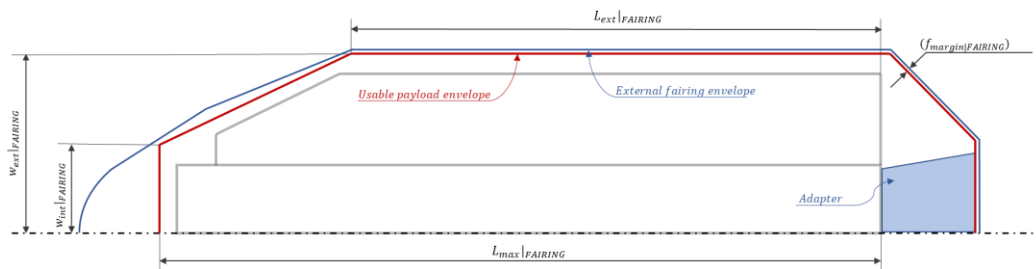 L_ext|FAIRING
(f_margin|FAIRING)
w_ext|FAIRING
Usable payload envelope
External fairing envelope
w_int|FAIRING
Adapter
L_max|FAIRING